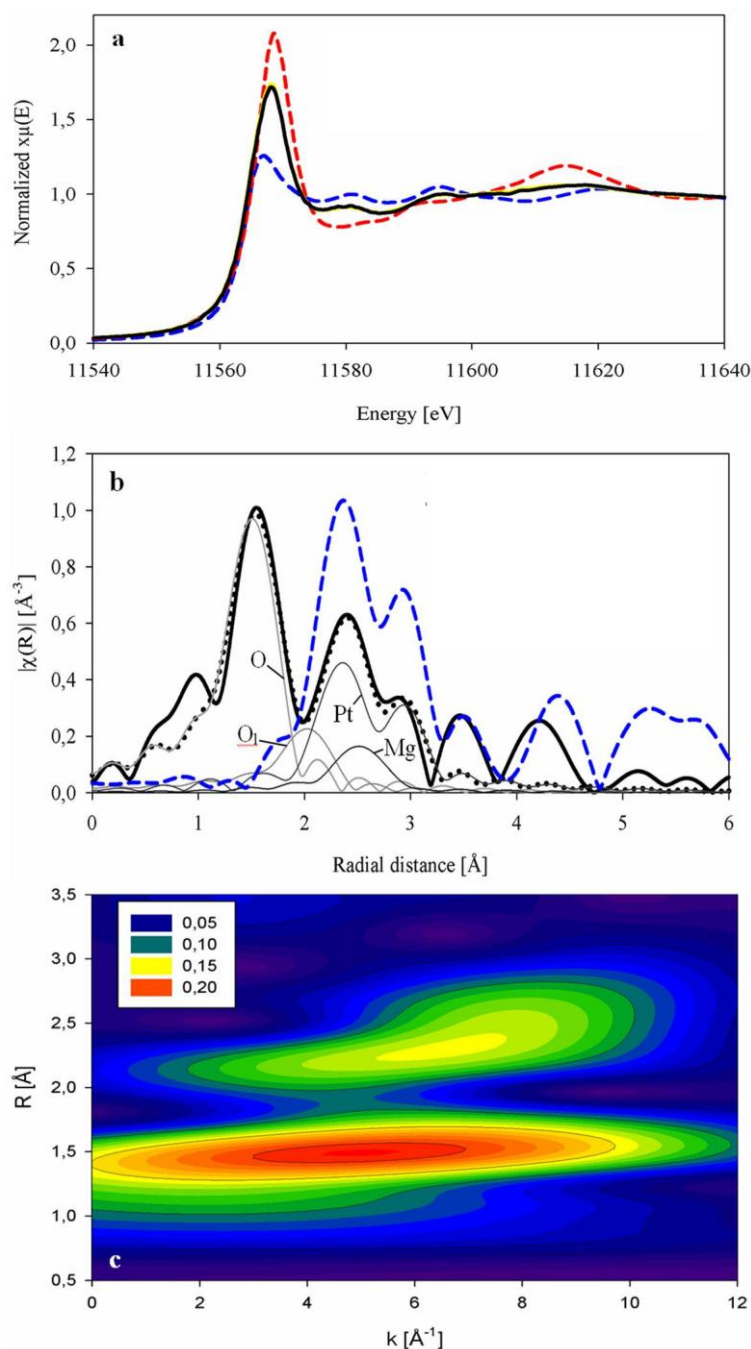 a
Normalized xμ(E)
2,0
1,5
1,0
0,5
0,0
11540 11560 11580 11600 11620 11640
Energy [eV]
b
|χ(R)| [Å⁻³]
1,2
1,0
0,8
0,6
0,4
0,2
0,0
O
O₁
Pt
Mg
0 1 2 3 4 5 6
Radial distance [Å]
R [Å]
3,5
3,0
2,5
2,0
1,5
1,0
0,5
0,05
0,10
0,15
0,20
c
0 2 4 6 8 10 12
k [Å⁻¹]